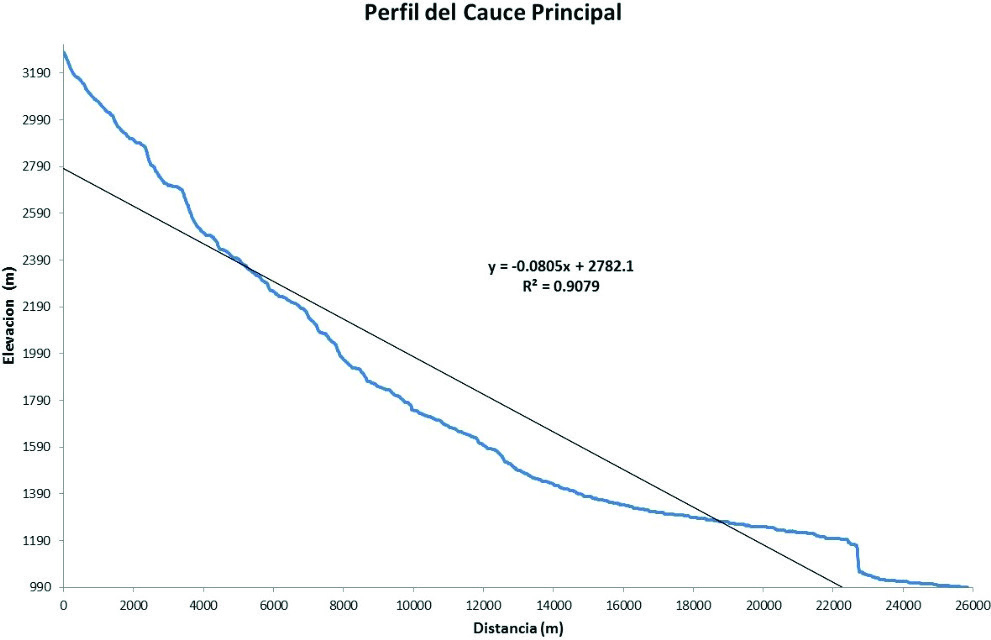 Perfil del Cauce Principal
3190
2990
2790
2590
2390
2190
1990
1790
1590
1390
1190
990
Elevacion (m)
y = -0.0805x + 2782.1
R² = 0.9079
0 2000 4000 6000 8000 10000 12000 14000 16000 18000 20000 22000 24000 26000
Distancia (m)